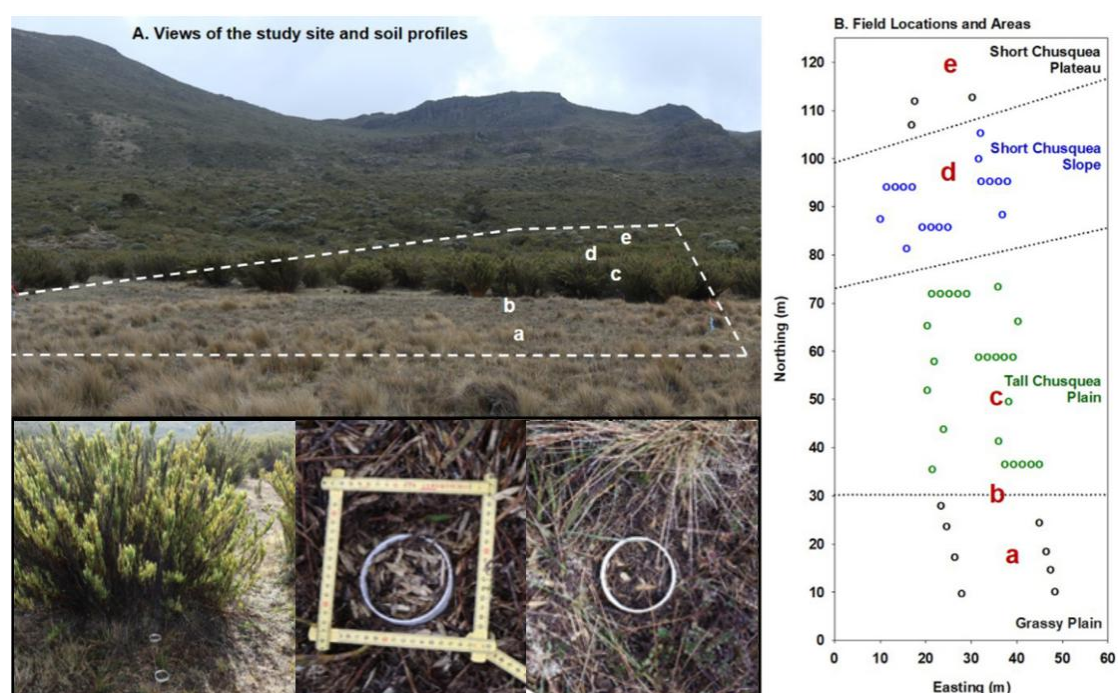 A. Views of the study site and soil profiles
e
d
c
b
a
B. Field Locations and Areas
Short Chusquea
Plateau
e
Short Chusquea
Slope
d
Tall Chusquea
Plain
c
b
a
Grassy Plain
Northing (m)
120
110
100
90
80
70
60
50
40
30
20
10
0
0 10 20 30 40 50 60
Easting (m)